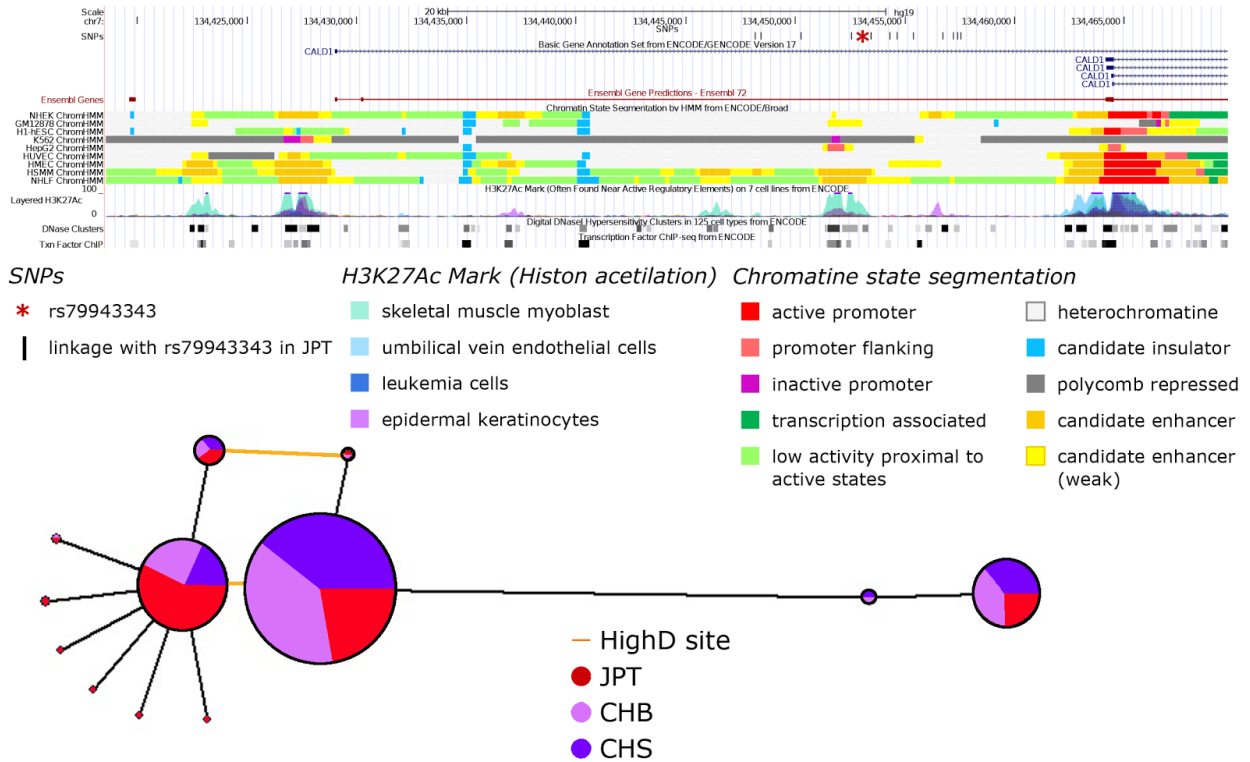 Scale 20 kb hg19
chr7: 134,425,000 134,430,000 134,435,000 134,440,000 134,445,000 134,450,000 134,455,000 134,460,000 134,465,000
SNPs
SNPs
Basic Gene Annotation Set from ENCODE/GENCODE Version 17
CALD1 CALD1
CALD1
CALD1
CALD1
Ensembl Gene Predictions - Ensembl 72
Ensembl Genes
Chromatin State Segmentation by HMM from ENCODE/Broad
NHEK ChromHMM
GM12878 ChromHMM
H1-hESC ChromHMM
K562 ChromHMM
HepG2 ChromHMM
HUVEC ChromHMM
HMEC ChromHMM
HSMM ChromHMM
NHLF ChromHMM
H3K27Ac Mark (Often Found Near Active Regulatory Elements) on 7 cell lines from ENCODE
100
Layered H3K27Ac
0
Digital DNaseI Hypersensitivity Clusters in 125 cell types from ENCODE
DNase Clusters
Transcription Factor ChIP-seq from ENCODE
Txn Factor ChIP
SNPs
* rs79943343
linkage with rs79943343 in JPT
H3K27Ac Mark (Histon acetilation)
skeletal muscle myoblast
umbilical vein endothelial cells
leukemia cells
epidermal keratinocytes
Chromatine state segmentation
active promoter
promoter flanking
inactive promoter
transcription associated
low activity proximal to
active states
heterochromatine
candidate insulator
polycomb repressed
candidate enhancer
candidate enhancer
(weak)
HighD site
JPT
CHB
CHS